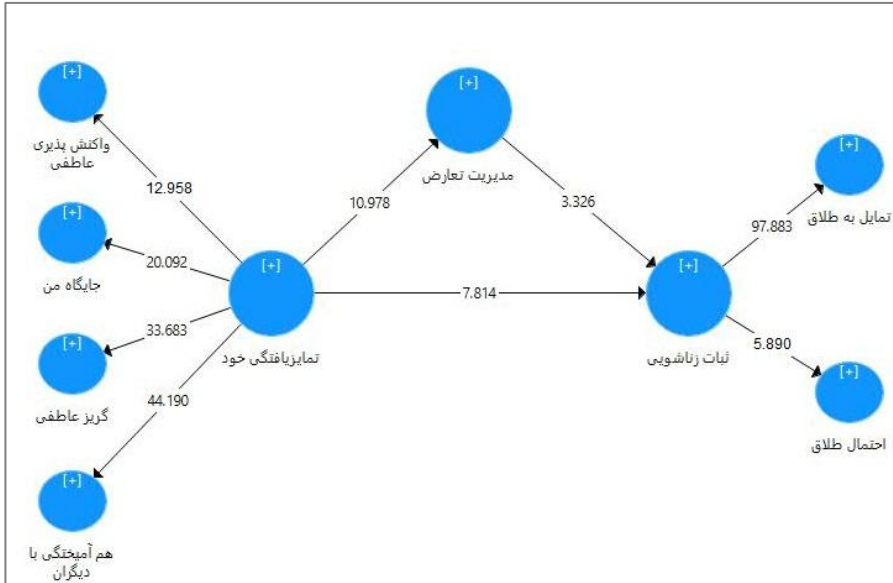 [+]
واکنش پذیری
عاطفی
[+]
جایگاه من
[+]
گریز عاطفی
[+]
هم آمیختگی با
دیگران
12.958
20.092
33.683
44.190
[+]
تمایزیافتگی خود
10.978
[+]
مدیریت تعارض
3.326
7.814
[+]
ثبات زناشویی
97.883
5.890
[+]
تمایل به طلاق
[+]
احتمال طلاق